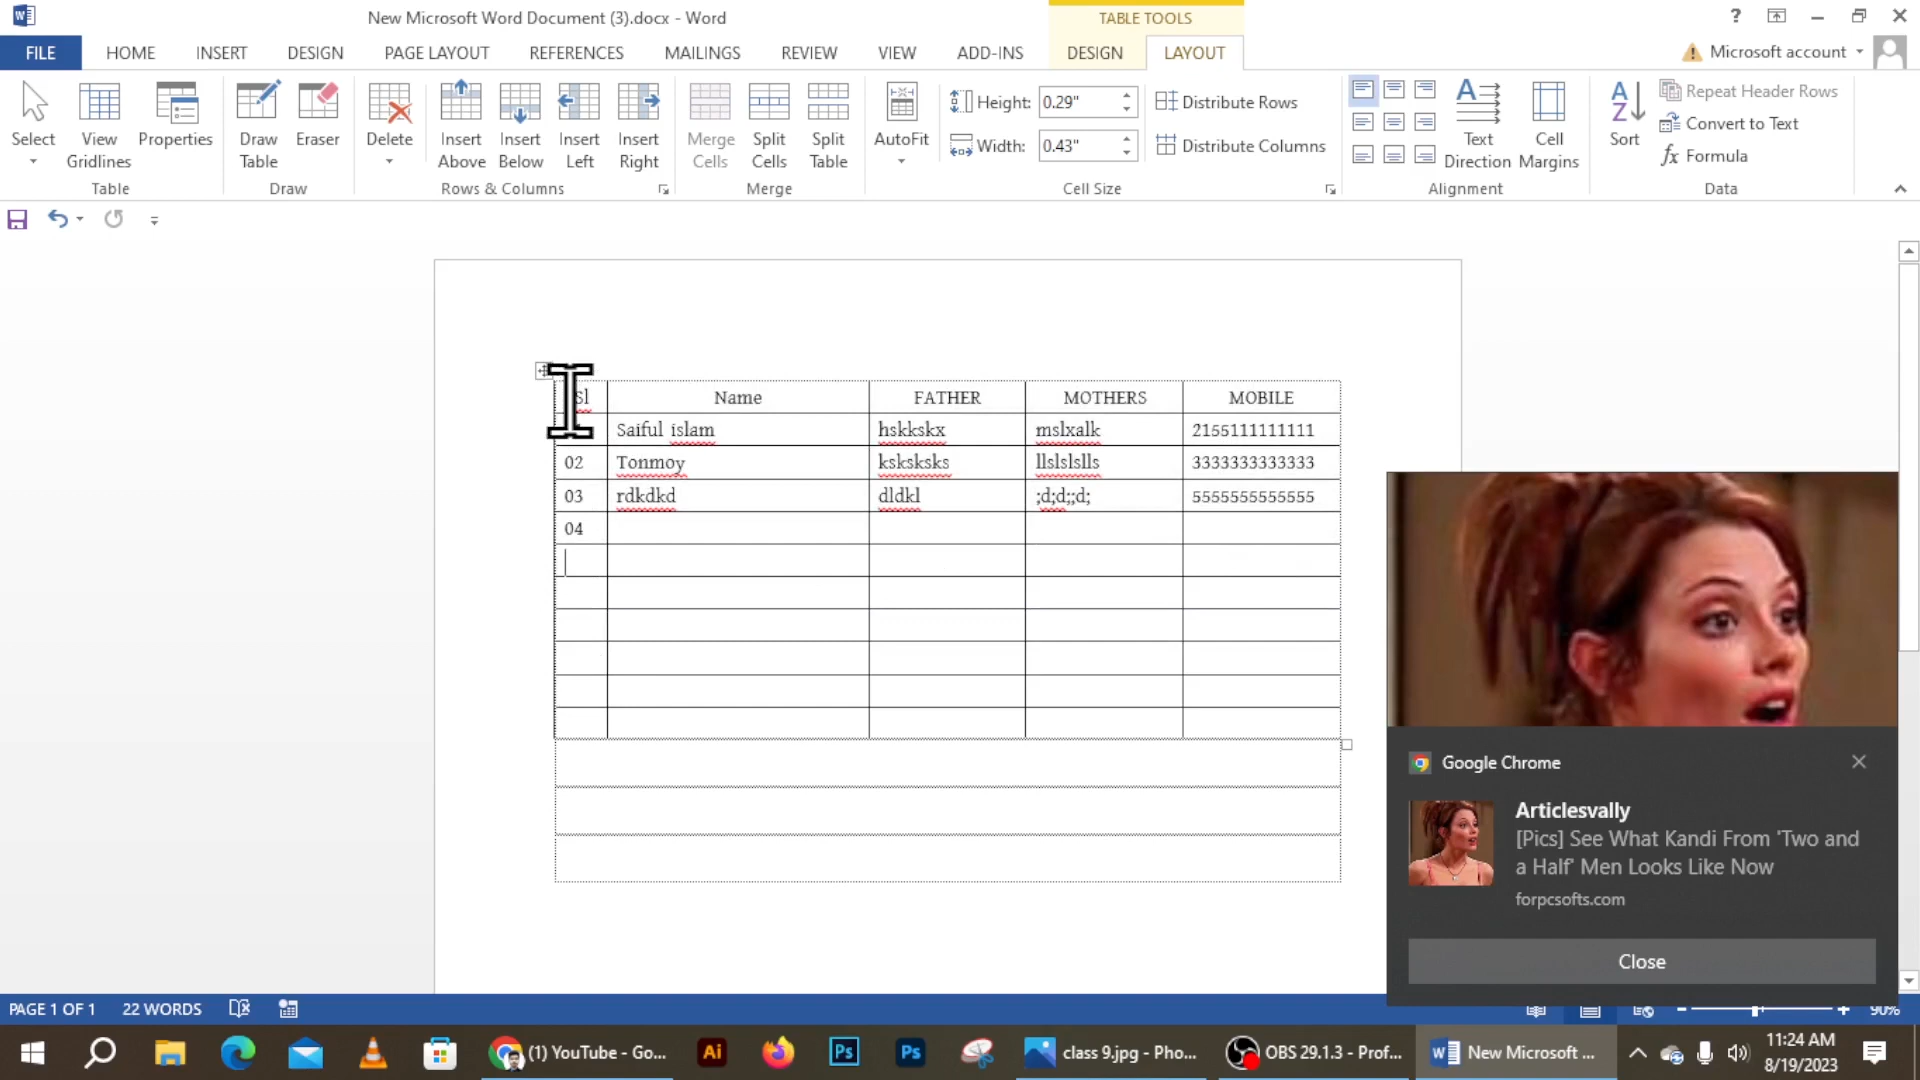 New Microsoft Word Document (3).docx - Word
TABLE TOOLS
?
FILE HOME INSERT DESIGN PAGE LAYOUT REFERENCES MAILINGS REVIEW VIEW ADD-INS DESIGN LAYOUT Microsoft account
Select
View Gridlines
Properties
Draw Table
Eraser
Delete
Insert Above
Insert Below
Insert Left
Insert Right
Merge Cells
Split Cells
Split Table
AutoFit
Height: 0.29"
Width: 0.43"
Distribute Rows
Distribute Columns
Text Direction
Cell Margins
Sort
Repeat Header Rows
Convert to Text
Formula
Table Draw Rows & Columns Merge Cell Size Alignment Data
Sl Name FATHER MOTHERS MOBILE
Saiful islam hskkskx mslxalk 2155111111111
02 Tonmoy ksksksks llslslslls 3333333333333
03 rdkdkd dldkl ;d;d;;d; 5555555555555
04
Google Chrome
Articlesvally
[Pics] See What Kandi From 'Two and
a Half' Men Looks Like Now
forpcsofts.com
Close
PAGE 1 OF 1 22 WORDS 90%
(1) YouTube - Go...
Ai
Ps
Ps
class 9.jpg - Pho...
OBS 29.1.3 - Prof...
New Microsoft ...
11:24 AM
8/19/2023